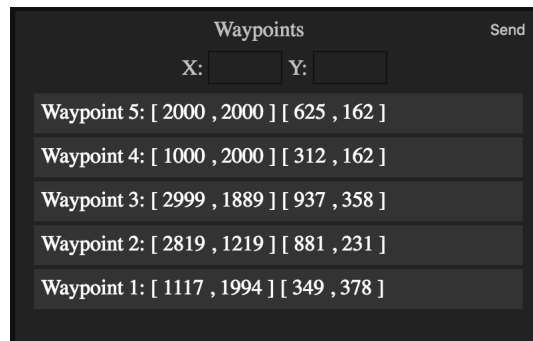 Waypoints Send
X: Y:
Waypoint 5: [ 2000 , 2000 ] [ 625 , 162 ]
Waypoint 4: [ 1000 , 2000 ] [ 312 , 162 ]
Waypoint 3: [ 2999 , 1889 ] [ 937 , 358 ]
Waypoint 2: [ 2819 , 1219 ] [ 881 , 231 ]
Waypoint 1: [ 1117 , 1994 ] [ 349 , 378 ]